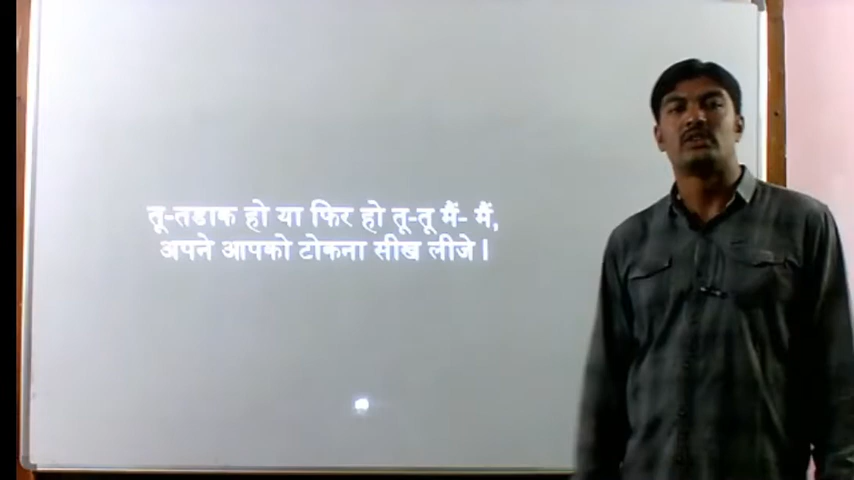 तू-तडाक हो या फिर हो तू-तू मैं- मैं,
अपने आपको टोकना सीख लीजे ।